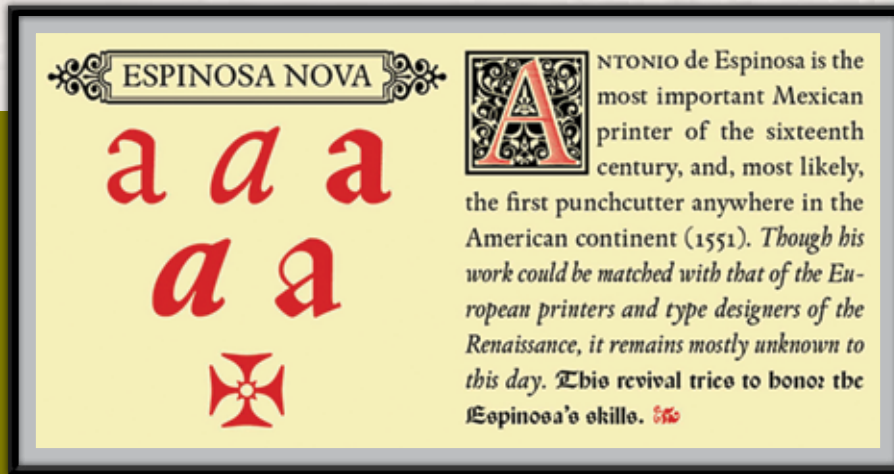 ESPINOSA NOVA
a a a
a a
ANTONIO de Espinosa is the
most important Mexican
printer of the sixteenth
century, and, most likely,
the first punchcutter anywhere in the
American continent (1551). Though his
work could be matched with that of the Eu-
ropean printers and type designers of the
Renaissance, it remains mostly unknown to
this day. This revival tries to honor the
Espinosa's skills.